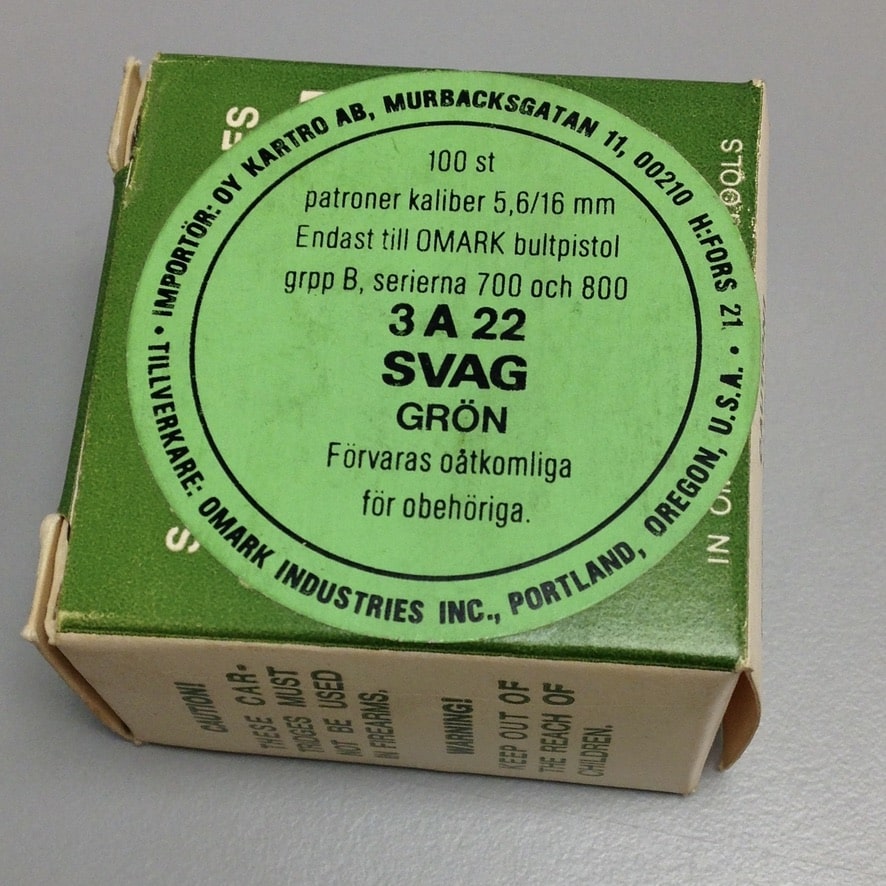 IMPORTÖR: OY KARTRO AB, MURBACKSGATAN 11, 00210 H:FORS 21
100 st
patroner kaliber 5,6/16 mm
Endast till OMARK bultpistol
grpp B, serierna 700 och 800
3 A 22
SVAG
GRÖN
Förvaras oåtkomliga
för obehöriga.
• TILLVERKARE: OMARK INDUSTRIES INC., PORTLAND, OREGON, U.S.A. •
CAUTION!
THESE CAR-
TRIDGES MUST
NOT BE USED
IN FIREARMS.
WARNING!
KEEP OUT OF
THE REACH OF
CHILDREN.
IN